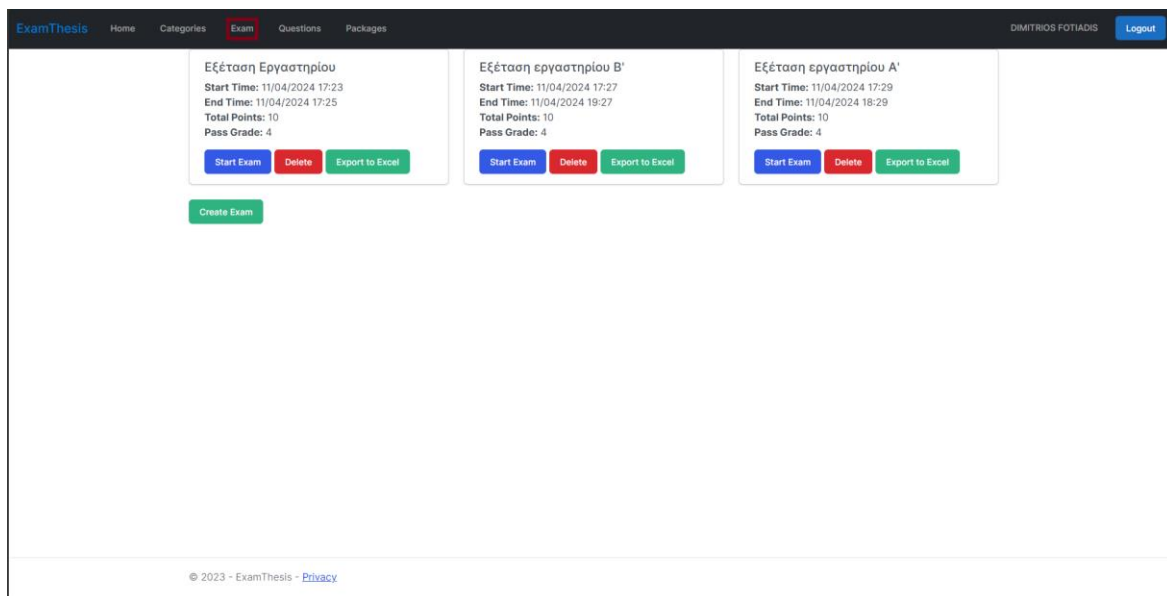 ExamThesis Home Categories Exam Questions Packages DIMITRIOS FOTIADIS Logout
Εξέταση Εργαστηρίου
Start Time: 11/04/2024 17:23
End Time: 11/04/2024 17:25
Total Points: 10
Pass Grade: 4
Start Exam Delete Export to Excel
Εξέταση εργαστηρίου Β'
Start Time: 11/04/2024 17:27
End Time: 11/04/2024 19:27
Total Points: 10
Pass Grade: 4
Start Exam Delete Export to Excel
Εξέταση εργαστηρίου Α'
Start Time: 11/04/2024 17:29
End Time: 11/04/2024 18:29
Total Points: 10
Pass Grade: 4
Start Exam Delete Export to Excel
Create Exam
© 2023 - ExamThesis - Privacy